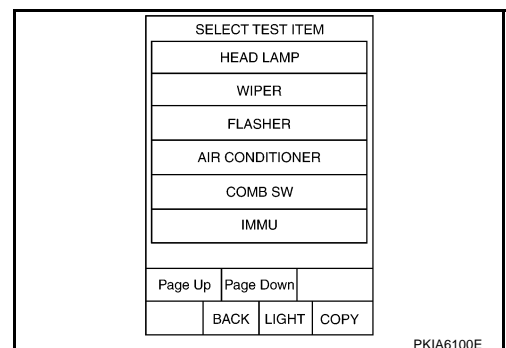 SELECT TEST ITEM
HEAD LAMP
WIPER
FLASHER
AIR CONDITIONER
COMB SW
IMMU
Page Up Page Down
BACK LIGHT COPY
PKIA6100E